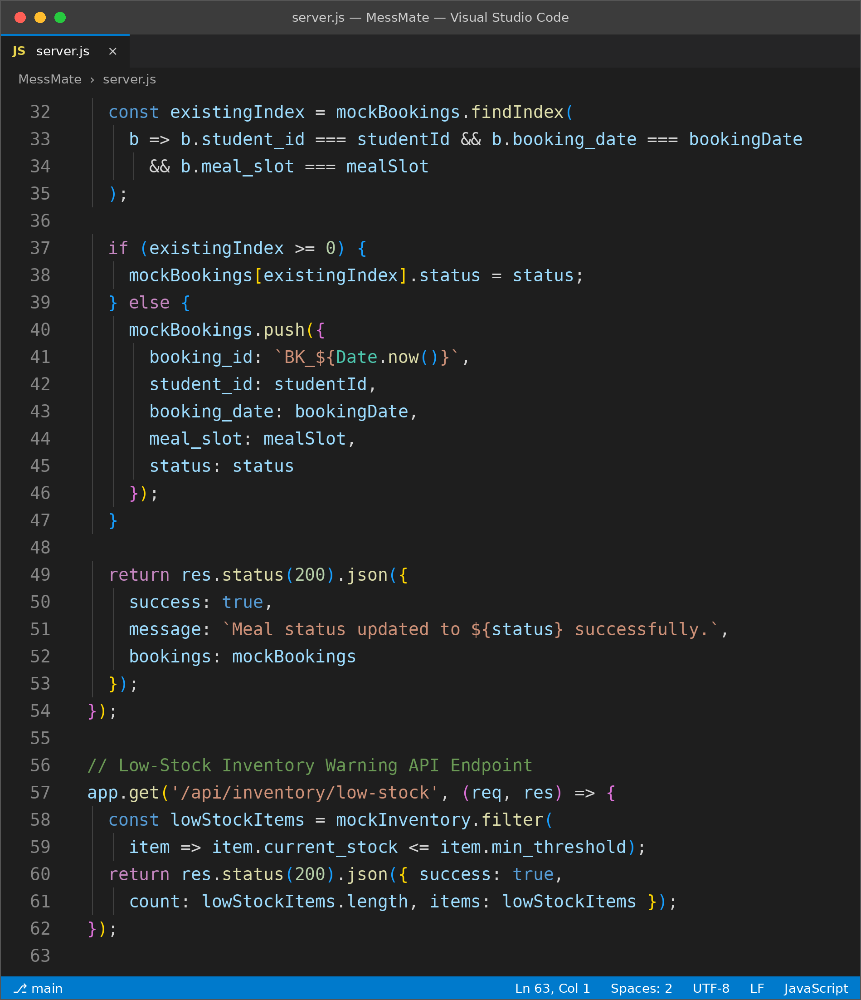 server.js — MessMate — Visual Studio Code
JS server.js ×
MessMate › server.js
32 const existingIndex = mockBookings.findIndex(
33 b => b.student_id === studentId && b.booking_date === bookingDate
34 && b.meal_slot === mealSlot
35 );
36
37 if (existingIndex >= 0) {
38 mockBookings[existingIndex].status = status;
39 } else {
40 mockBookings.push({
41 booking_id: `BK_${Date.now()}`,
42 student_id: studentId,
43 booking_date: bookingDate,
44 meal_slot: mealSlot,
45 status: status
46 });
47 }
48
49 return res.status(200).json({
50 success: true,
51 message: `Meal status updated to ${status} successfully.`,
52 bookings: mockBookings
53 });
54 });
55
56 // Low-Stock Inventory Warning API Endpoint
57 app.get('/api/inventory/low-stock', (req, res) => {
58 const lowStockItems = mockInventory.filter(
59 item => item.current_stock <= item.min_threshold);
60 return res.status(200).json({ success: true,
61 count: lowStockItems.length, items: lowStockItems });
62 });
63
⎇ main Ln 63, Col 1 Spaces: 2 UTF-8 LF JavaScript